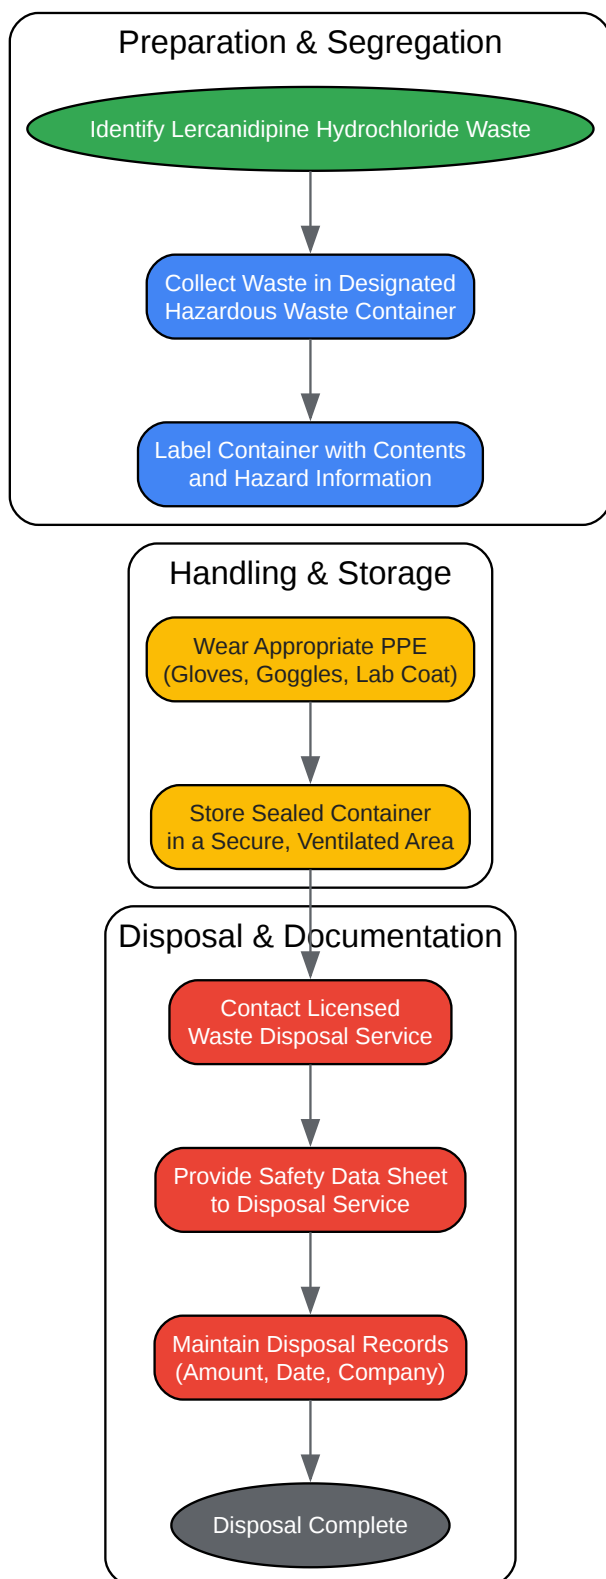 Preparation & Segregation
Identify Lercanidipine Hydrochloride Waste
Collect Waste in Designated
Hazardous Waste Container
Label Container with Contents
and Hazard Information
Handling & Storage
Wear Appropriate PPE
(Gloves, Goggles, Lab Coat)
Store Sealed Container
in a Secure, Ventilated Area
Disposal & Documentation
Contact Licensed
Waste Disposal Service
Provide Safety Data Sheet
to Disposal Service
Maintain Disposal Records
(Amount, Date, Company)
Disposal Complete